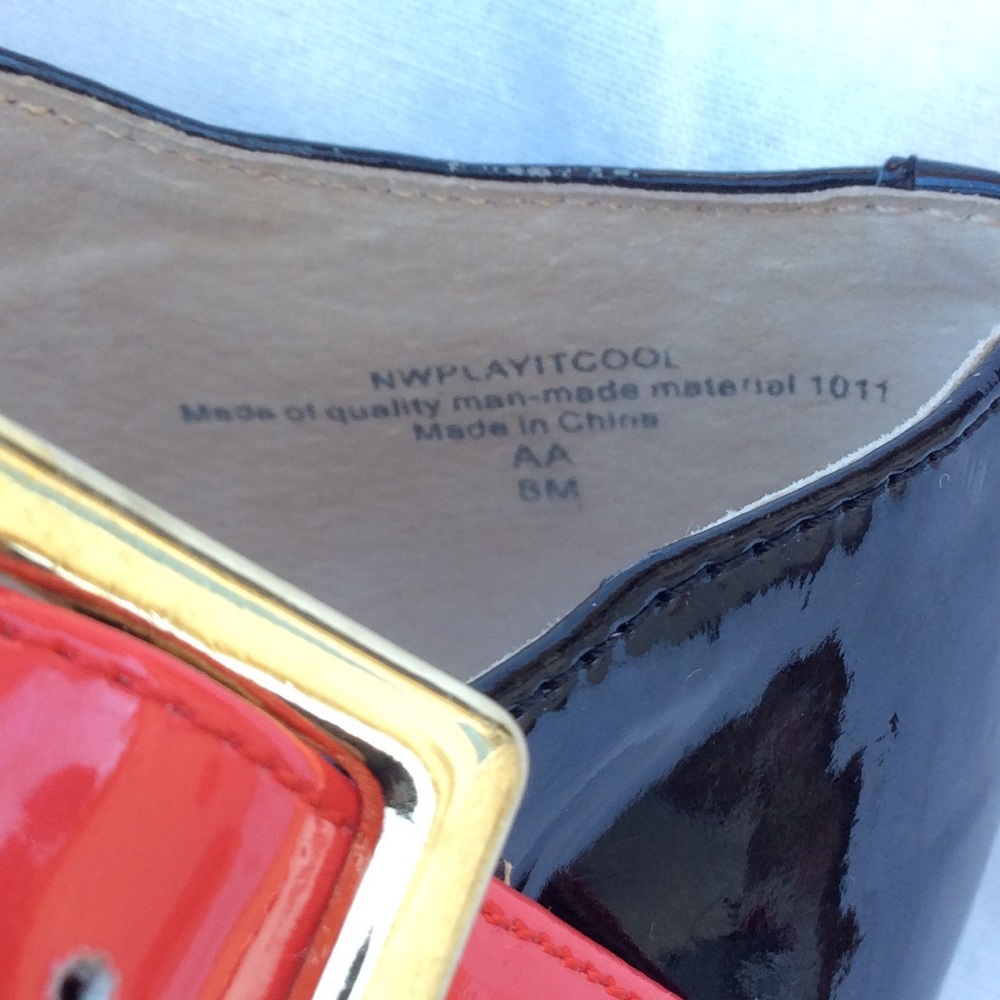 NWPLAYITCOOL
Made of quality man-made material 1011
Made in China
AA
8M